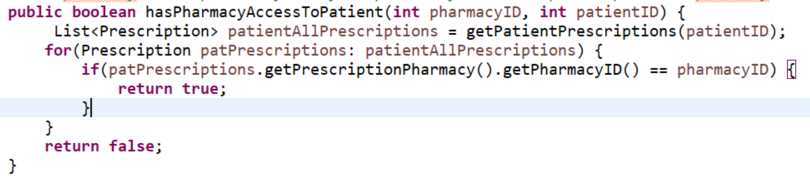 public boolean hasPharmacyAccessToPatient(int pharmacyID, int patientID) {
List<Prescription> patientAllPrescriptions = getPatientPrescriptions(patientID);
for(Prescription patPrescriptions: patientAllPrescriptions) {
if(patPrescriptions.getPrescriptionPharmacy().getPharmacyID() == pharmacyID) {
return true;
}
}
return false;
}